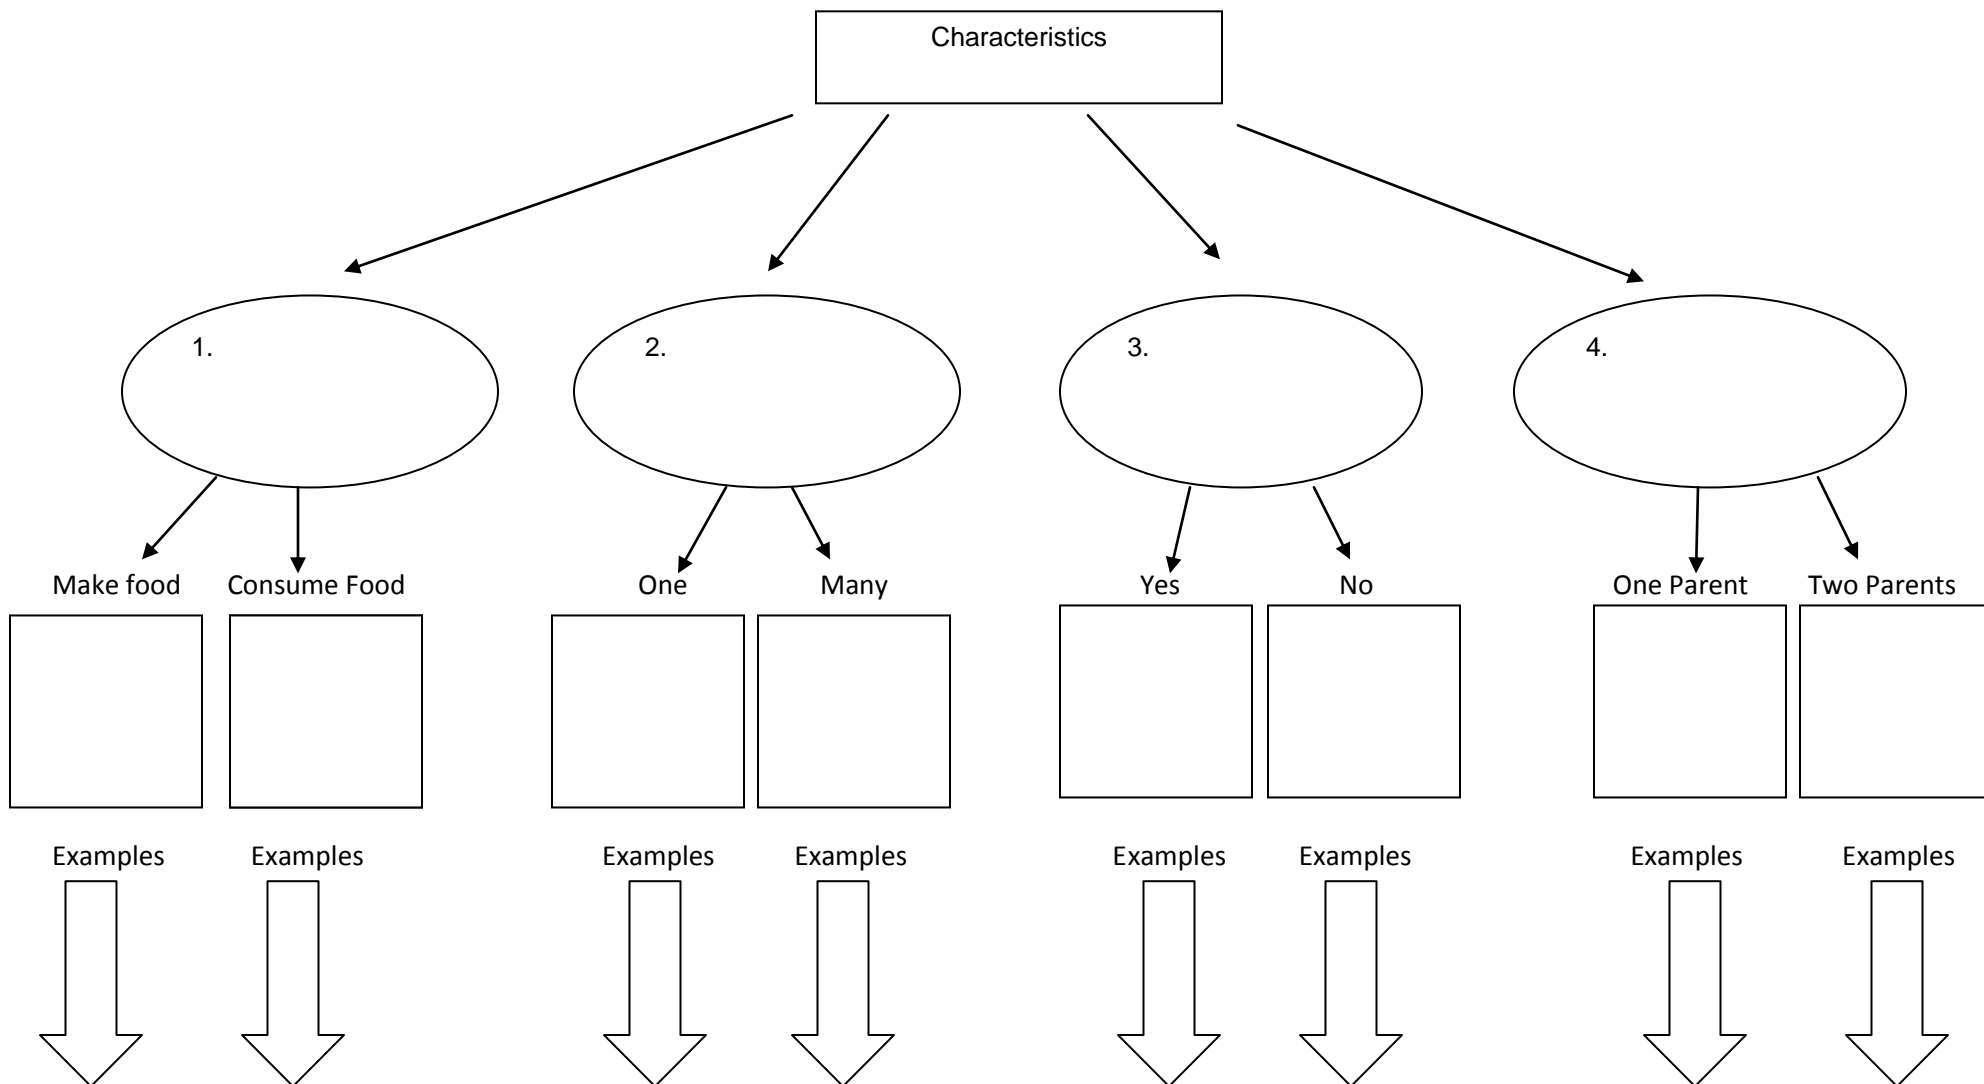 Characteristics
1.
2.
3.
4.
Make food
Consume Food
One
Many
Yes
No
One Parent
Two Parents
Examples
Examples
Examples
Examples
Examples
Examples
Examples
Examples